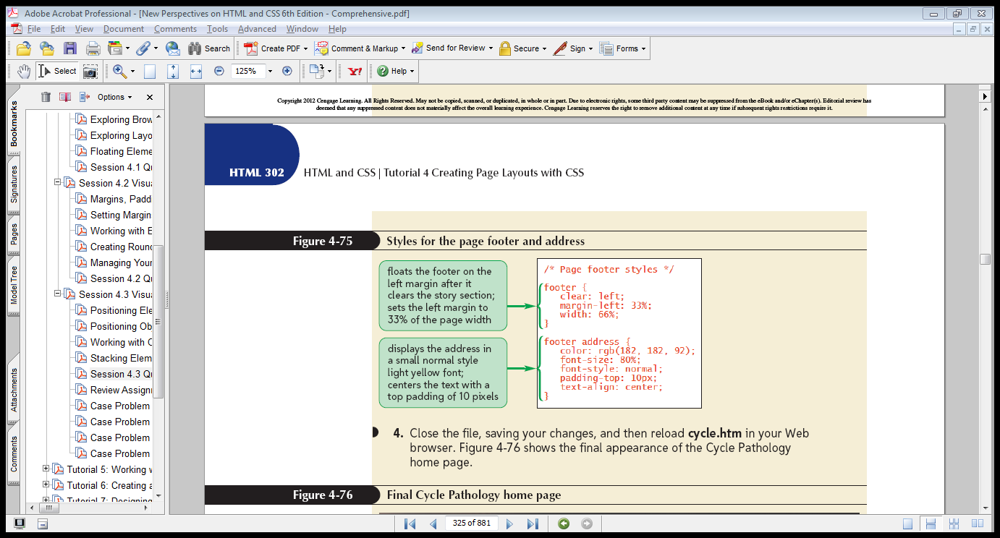 Adobe Acrobat Professional - [New Perspectives on HTML and CSS 6th Edition - Comprehensive.pdf]
File Edit View Document Comments Tools Advanced Window Help
Search Create PDF Comment & Markup Send for Review Secure Sign Forms
Select 125% Y! Help
Bookmarks
Signatures
Pages
Model Tree
Attachments
Comments
Options
Exploring Brow
Exploring Layo
Floating Eleme
Session 4.1 Qu
Session 4.2 Visua
Margins, Padd
Setting Margin
Working with E
Creating Round
Managing Your
Session 4.2 Qu
Session 4.3 Visua
Positioning Ele
Positioning Ob
Working with C
Stacking Elem
Session 4.3 Qu
Review Assignm
Case Problem
Case Problem
Case Problem
Case Problem
Tutorial 5: Working w
Tutorial 6: Creating a
Tutorial 7: Designing
Copyright 2012 Cengage Learning. All Rights Reserved. May not be copied, scanned, or duplicated, in whole or in part. Due to electronic rights, some third party content may be suppressed from the eBook and/or eChapter(s). Editorial review has
deemed that any suppressed content does not materially affect the overall learning experience. Cengage Learning reserves the right to remove additional content at any time if subsequent rights restrictions require it.
HTML 302 HTML and CSS | Tutorial 4 Creating Page Layouts with CSS
Figure 4-75 Styles for the page footer and address
floats the footer on the
left margin after it
clears the story section;
sets the left margin to
33% of the page width
displays the address in
a small normal style
light yellow font;
centers the text with a
top padding of 10 pixels
/* Page footer styles */
footer {
clear: left;
margin-left: 33%;
width: 66%;
}
footer address {
color: rgb(182, 182, 92);
font-size: 80%;
font-style: normal;
padding-top: 10px;
text-align: center;
}
4. Close the file, saving your changes, and then reload cycle.htm in your Web
browser. Figure 4-76 shows the final appearance of the Cycle Pathology
home page.
Figure 4-76 Final Cycle Pathology home page
325 of 881